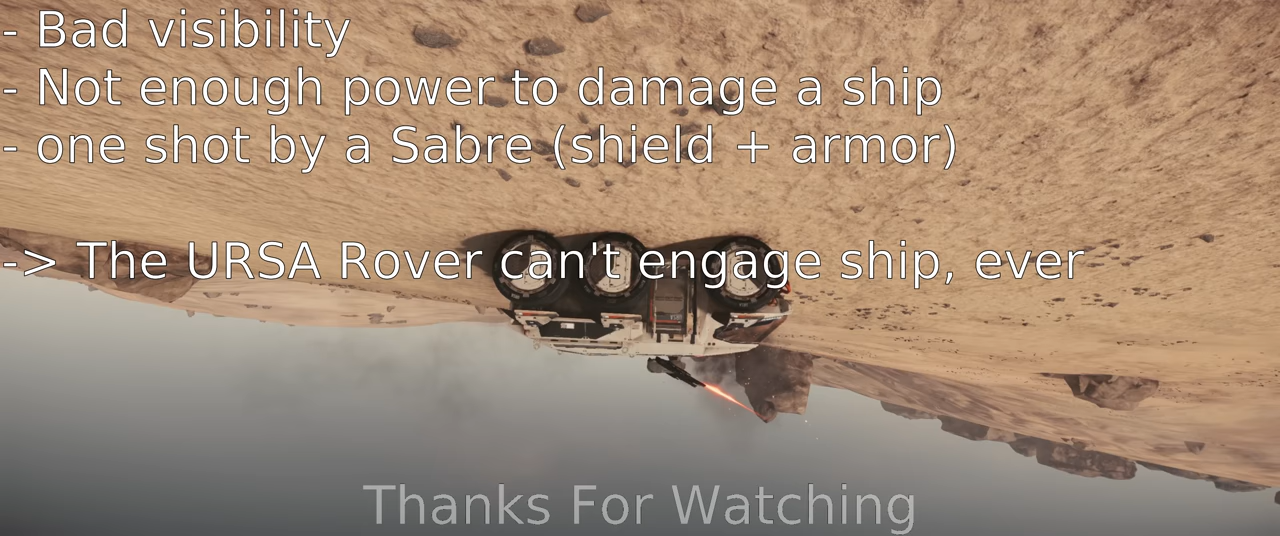 - Bad visibility
- Not enough power to damage a ship
- one shot by a Sabre (shield + armor)
-> The URSA Rover can't engage ship, ever
Thanks For Watching